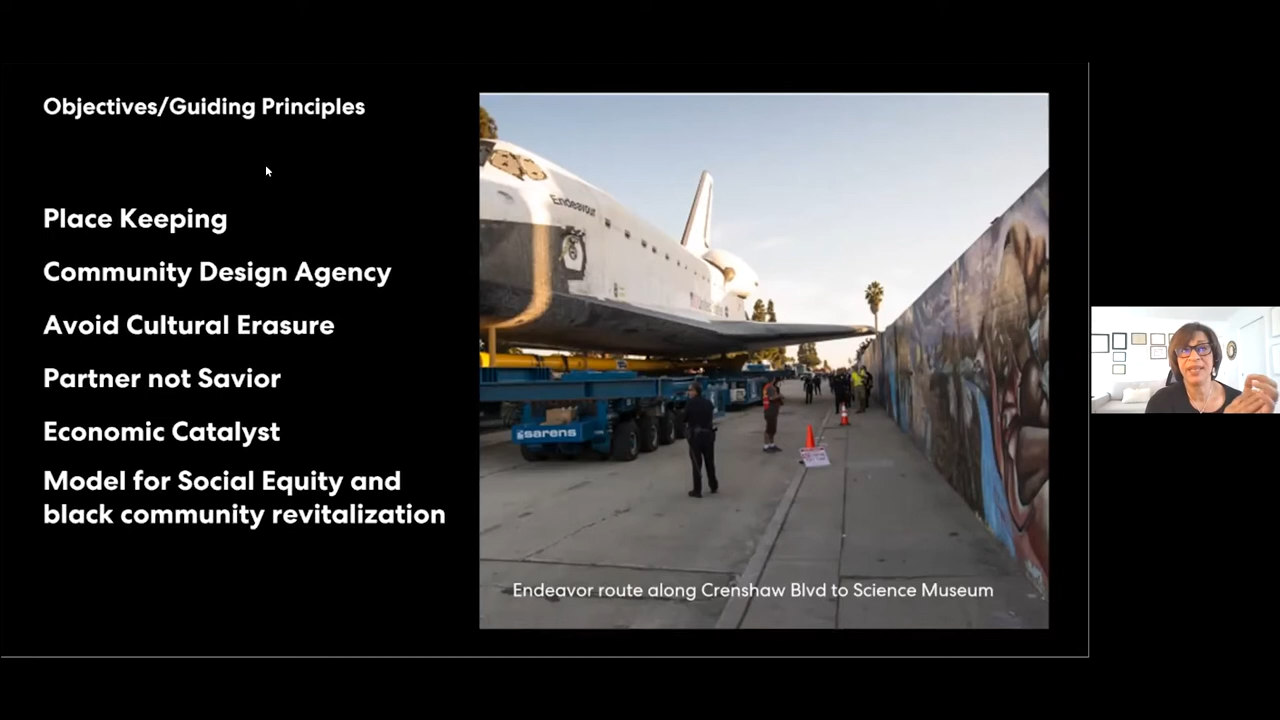 Objectives/Guiding Principles
Place Keeping
Community Design Agency
Avoid Cultural Erasure
Partner not Savior
Economic Catalyst
Model for Social Equity and
black community revitalization
Endeavour
sarens
Endeavor route along Crenshaw Blvd to Science Museum